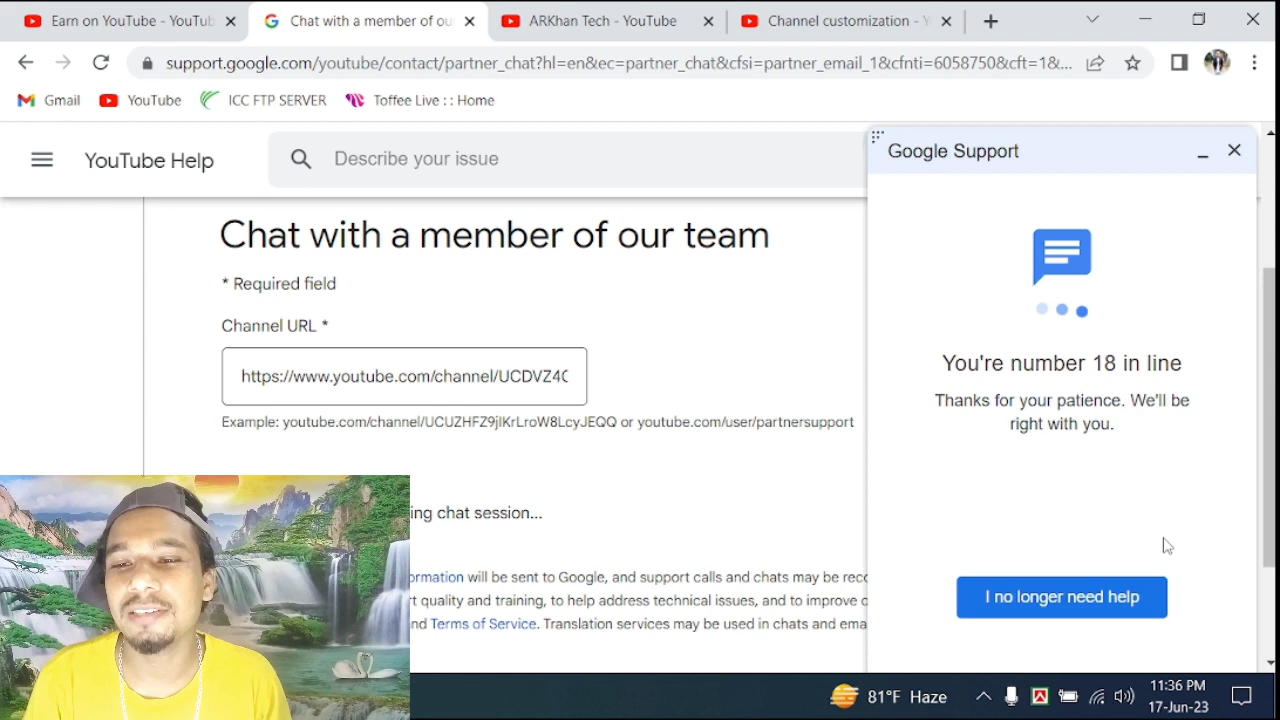 Earn on YouTube - YouTub
Chat with a member of ou
ARKhan Tech - YouTube
Channel customization - Y
support.google.com/youtube/contact/partner_chat?hl=en&ec=partner_chat&cfsi=partner_email_1&cfnti=6058750&cft=1&...
Gmail
YouTube
ICC FTP SERVER
Toffee Live :: Home
YouTube Help
Describe your issue
Google Support
Chat with a member of our team
* Required field
Channel URL *
https://www.youtube.com/channel/UCDVZ4C
Example: youtube.com/channel/UCUZHFZ9jIKrLroW8LcyJEQQ or youtube.com/user/partnersupport
You're number 18 in line
Thanks for your patience. We'll be
right with you.
ing chat session...
ormation will be sent to Google, and support calls and chats may be reco
rt quality and training, to help address technical issues, and to improve o
nd Terms of Service. Translation services may be used in chats and emai
I no longer need help
81°F Haze
11:36 PM
17-Jun-23